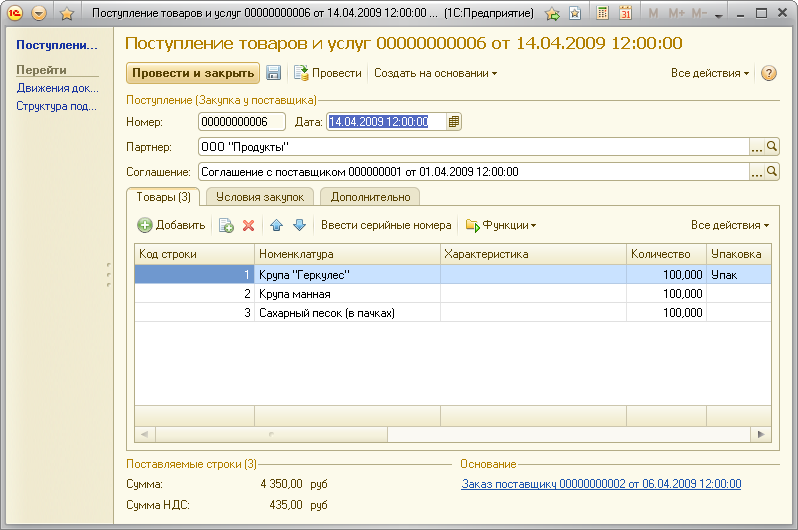 Поступление товаров и услуг 00000000006 от 14.04.2009 12:00:00 ... (1С:Предприятие)
M M+ M-
Поступлени...
Перейти
Движения док...
Структура под...
Поступление товаров и услуг 00000000006 от 14.04.2009 12:00:00
Провести и закрыть Провести Создать на основании Все действия ?
Поступление (Закупка у поставщика)
Номер: 00000000006 Дата: 14.04.2009 12:00:00
Партнер: ООО "Продукты" ...
Соглашение: Соглашение с поставщиком 000000001 от 01.04.2009 12:00:00 ...
Товары (3) Условия закупок Дополнительно
Добавить Ввести серийные номера Функции Все действия
Код строки Номенклатура Характеристика Количество Упаковка
1 Крупа "Геркулес" 100,000 Упак
2 Крупа манная 100,000
3 Сахарный песок (в пачках) 100,000
Поставляемые строки (3) Основание
Сумма: 4 350,00 руб Заказ поставщику 00000000002 от 06.04.2009 12:00:00
Сумма НДС: 435,00 руб